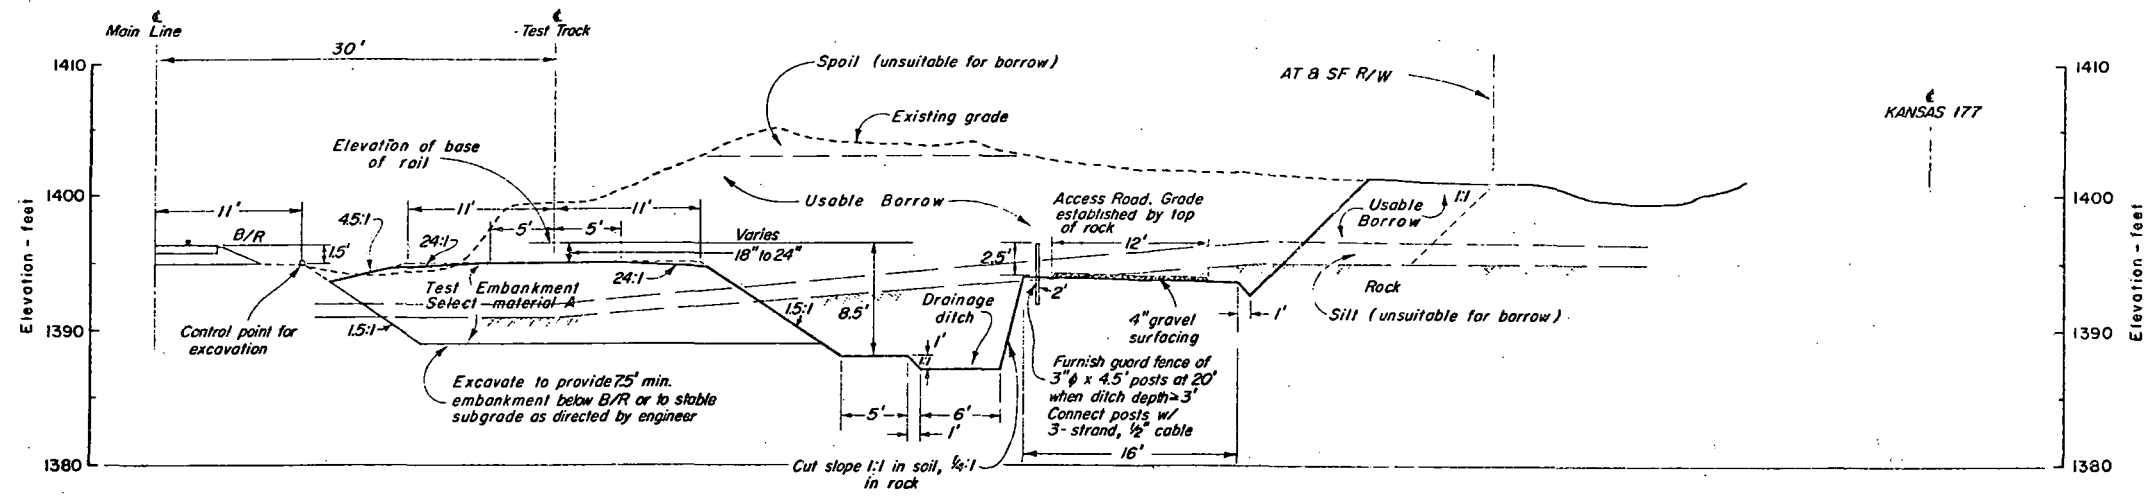 ℄
Main Line
℄
Test Track
30'
1410
Spoil (unsuitable for borrow)
AT & SF R/W
1410
℄
KANSAS 177
Existing grade
Elevation of base
of rail
Usable Borrow
Access Road. Grade
established by top
of rock
Usable
Borrow
1:1
1400
1400
Elevation - feet
Elevation - feet
11'
4.5:1
11'
11'
5'
5'
B/R
1.5'
24:1
Varies
18" to 24"
24:1
2.5'
12'
Test Embankment
Select material A
1.5:1
1.5:1
8.5'
Drainage
ditch
2'
Rock
1'
Silt (unsuitable for borrow)
1390
1390
Control point for
excavation
4" gravel
surfacing
1'
1:1
Excavate to provide 7.5' min.
embankment below B/R or to stable
subgrade as directed by engineer
Furnish guard fence of
3"ϕ x 4.5' posts at 20'
when ditch depth ≥ 3'
Connect posts w/
3-strand, ½" cable
5'
6'
1'
16'
1380
1380
Cut slope 1:1 in soil, ¼:1
in rock